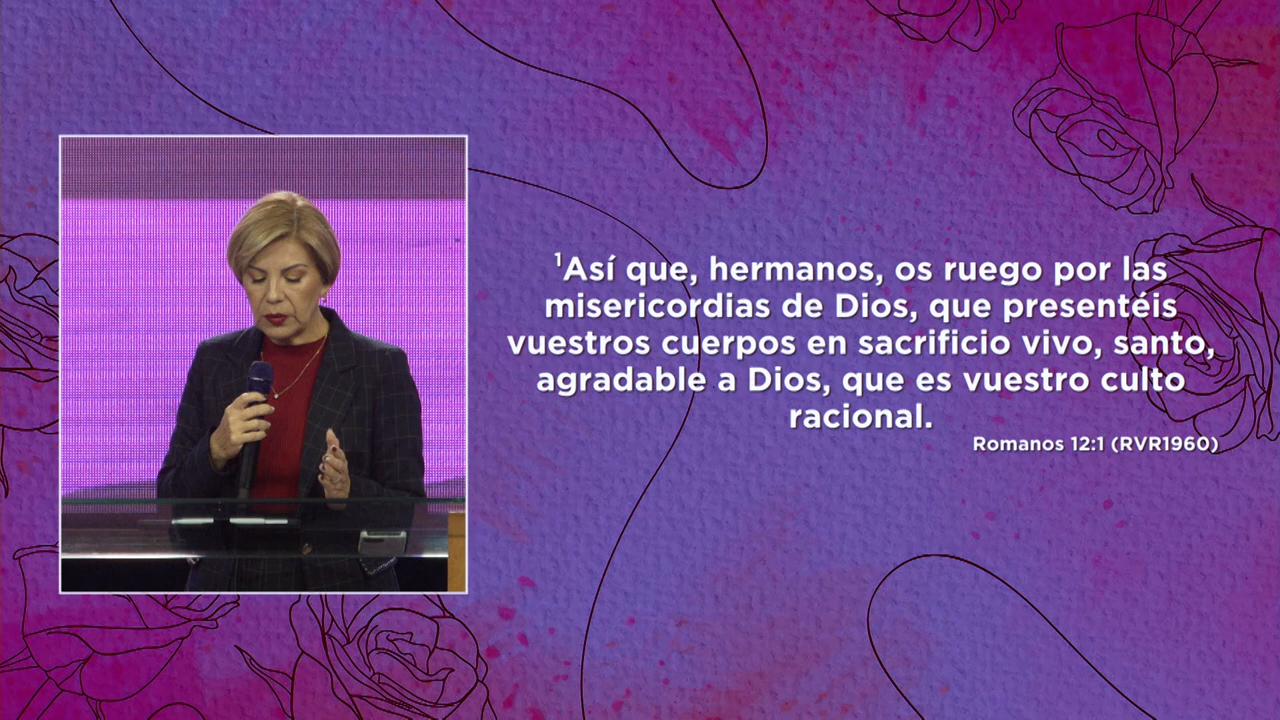 ¹Así que, hermanos, os ruego por las
misericordias de Dios, que presentéis
vuestros cuerpos en sacrificio vivo, santo,
agradable a Dios, que es vuestro culto
racional.
Romanos 12:1 (RVR1960)